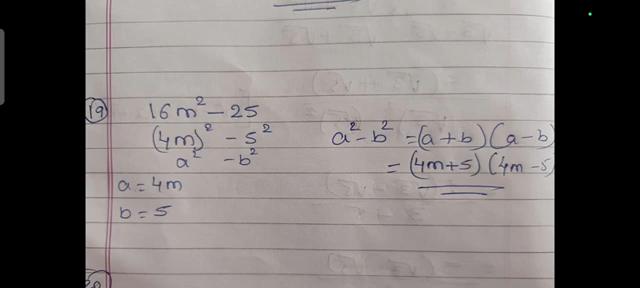 19
16m² - 25
(4m)² - 5²
a² - b²
a = 4m
b = 5
a² - b² = (a + b) (a - b)
= (4m + 5) (4m - 5)